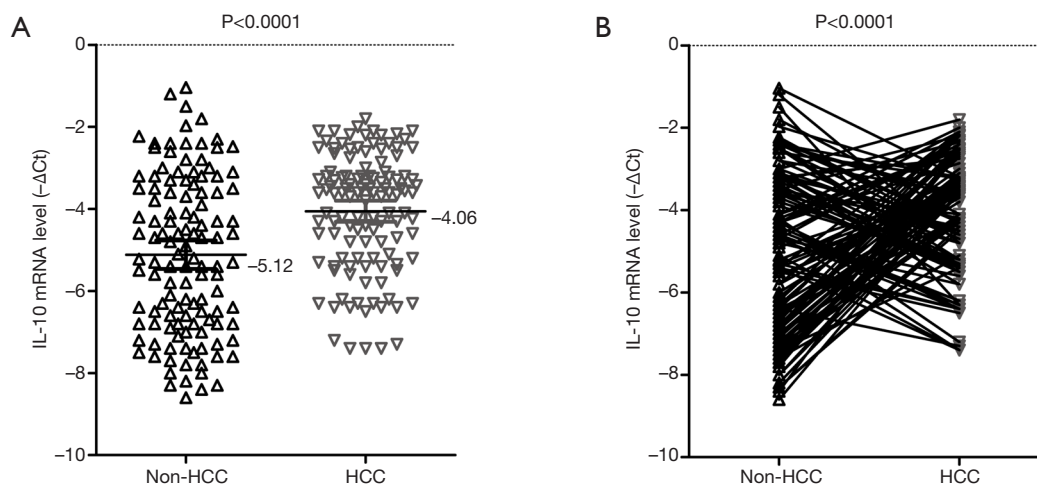 A
P<0.0001
IL-10 mRNA level (–ΔCt)
0
–2
–4
–6
–8
–10
–5.12
–4.06
Non-HCC HCC
B
P<0.0001
IL-10 mRNA level (–ΔCt)
0
–2
–4
–6
–8
–10
Non-HCC HCC